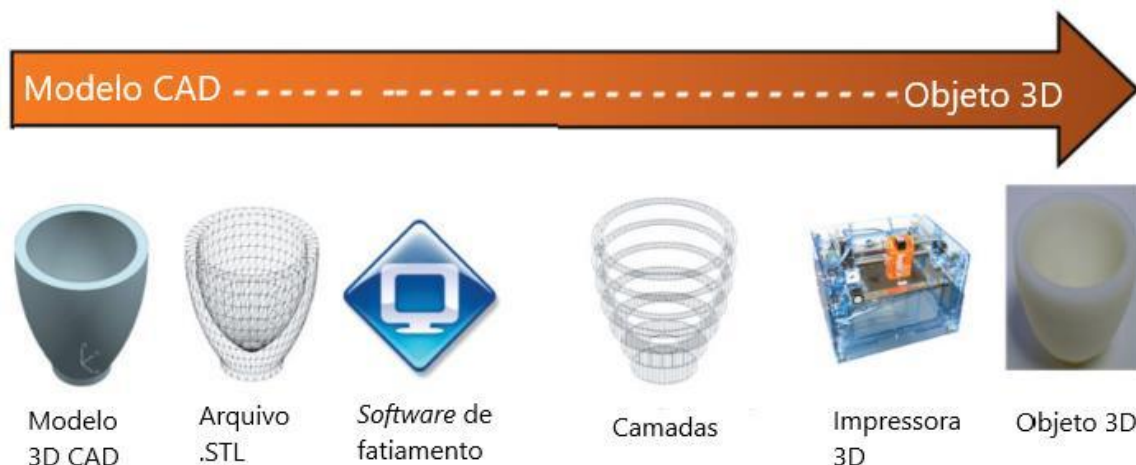 Modelo CAD
Objeto 3D
Modelo
3D CAD
Arquivo
.STL
Software de
fatiamento
Camadas
Impressora
3D
Objeto 3D